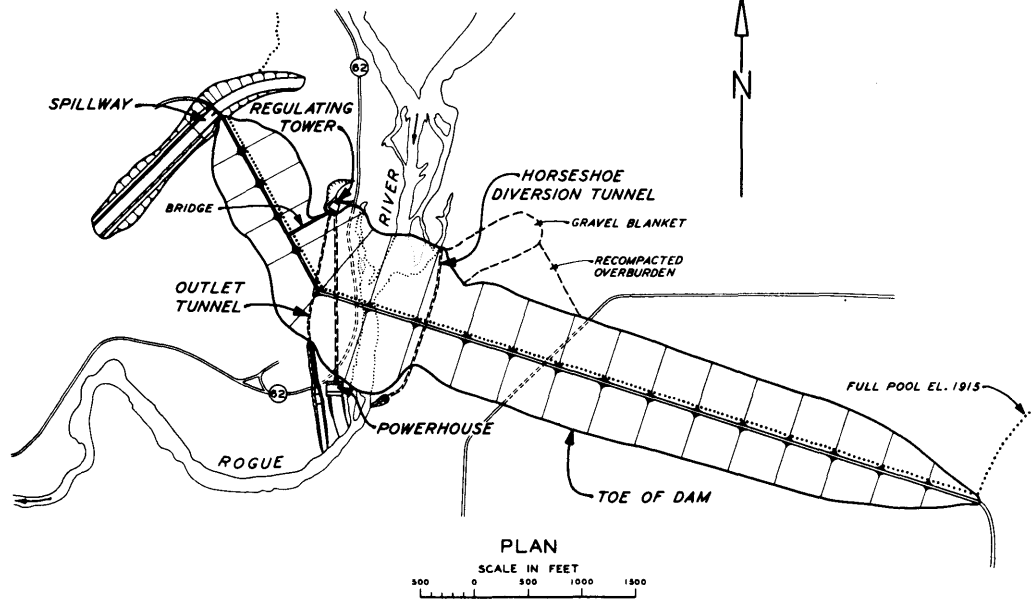 62
N
SPILLWAY
REGULATING
TOWER
RIVER
HORSESHOE
DIVERSION TUNNEL
BRIDGE
GRAVEL BLANKET
RECOMPACTED
OVERBURDEN
OUTLET
TUNNEL
FULL POOL EL. 1915
62
POWERHOUSE
ROGUE
TOE OF DAM
PLAN
SCALE IN FEET
500 0 500 1000 1500